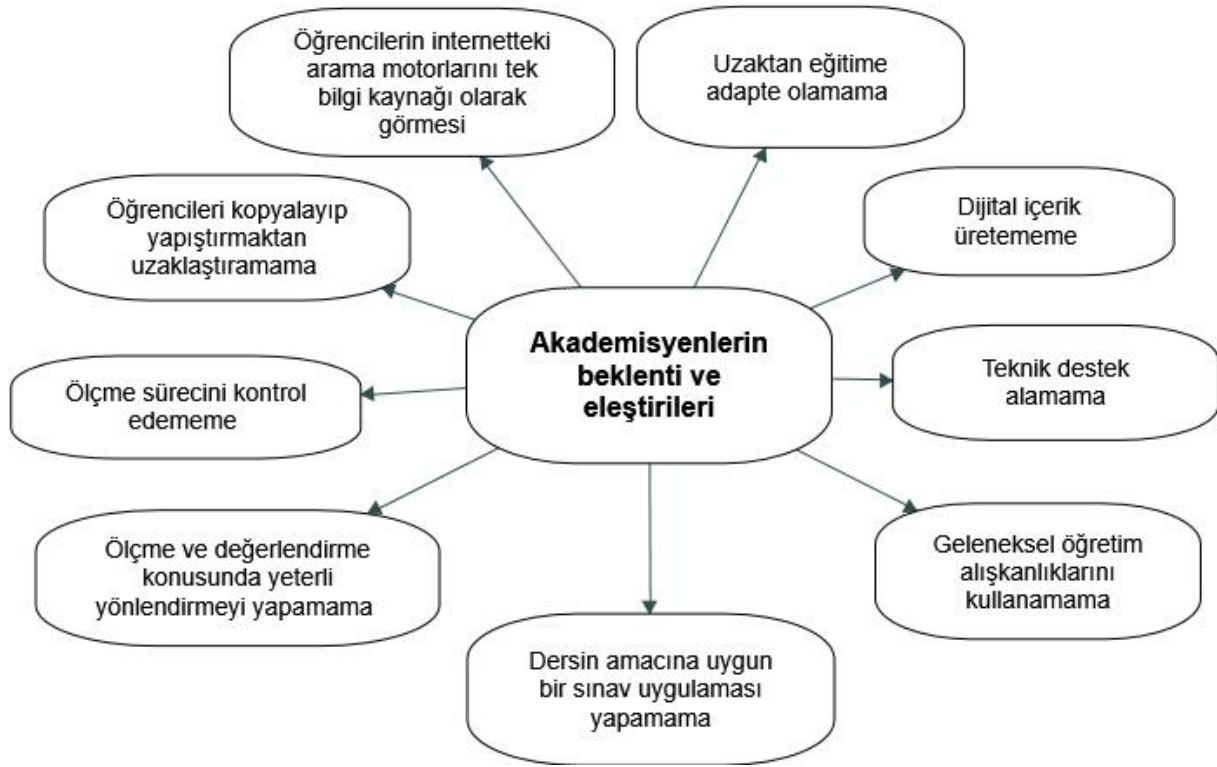 Öğrencilerin internetteki
arama motorlarını tek
bilgi kaynağı olarak
görmesi
Uzaktan eğitime
adapte olamama
Öğrencileri kopyalayıp
yapıştırmaktan
uzaklaştıramama
Dijital içerik
üretememe
Akademisyenlerin
beklenti ve
eleştirileri
Ölçme sürecini kontrol
edememe
Teknik destek
alamama
Ölçme ve değerlendirme
konusunda yeterli
yönlendirmeyi yapamama
Geleneksel öğretim
alışkanlıklarını
kullanamama
Dersin amacına uygun
bir sınav uygulaması
yapamama